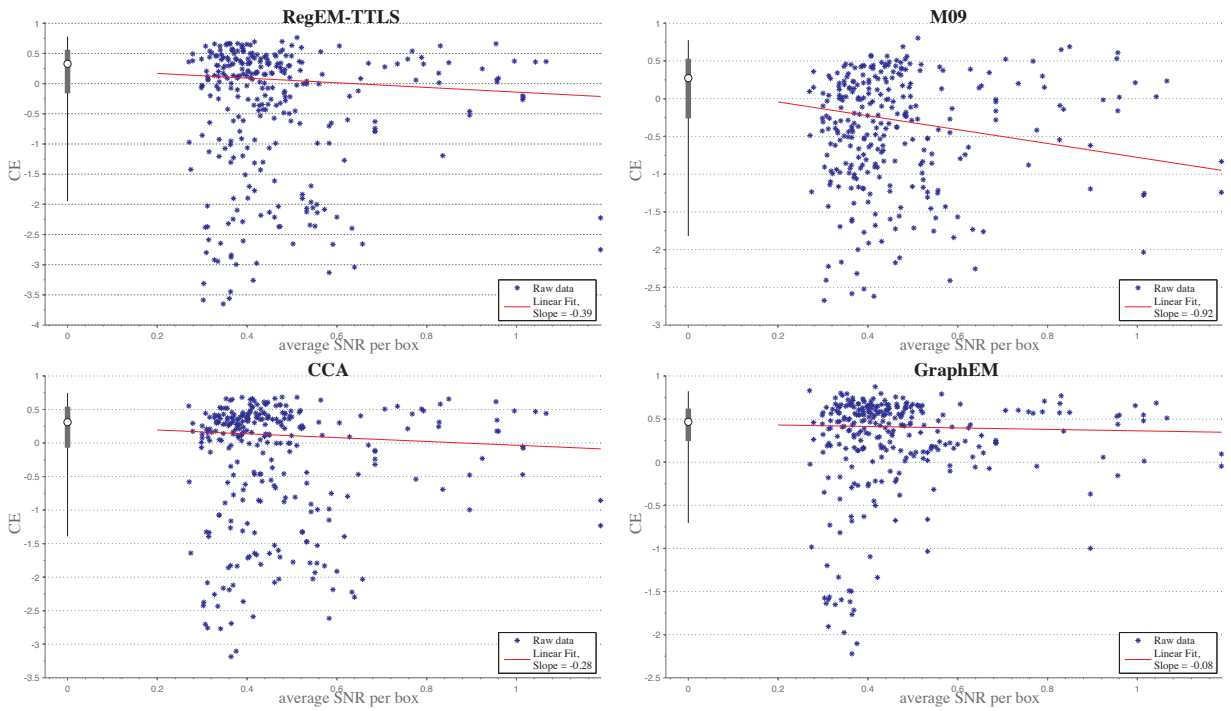 RegEM-TTLS
1
0.5
0
-0.5
-1
-1.5
-2
-2.5
-3
-3.5
-4
CE
0
0.2
0.4
0.6
0.8
1
average SNR per box
Raw data
Linear Fit,
Slope = -0.39
M09
1
0.5
0
-0.5
-1
-1.5
-2
-2.5
-3
0
0.2
0.4
0.6
0.8
1
average SNR per box
Raw data
Linear Fit,
Slope = -0.92
CCA
1
0.5
0
-0.5
-1
-1.5
-2
-2.5
-3
-3.5
CE
0
0.2
0.4
0.6
0.8
1
average SNR per box
Raw data
Linear Fit,
Slope = -0.28
GraphEM
1
0.5
0
-0.5
-1
-1.5
-2
-2.5
0
0.2
0.4
0.6
0.8
1
average SNR per box
Raw data
Linear Fit,
Slope = -0.08